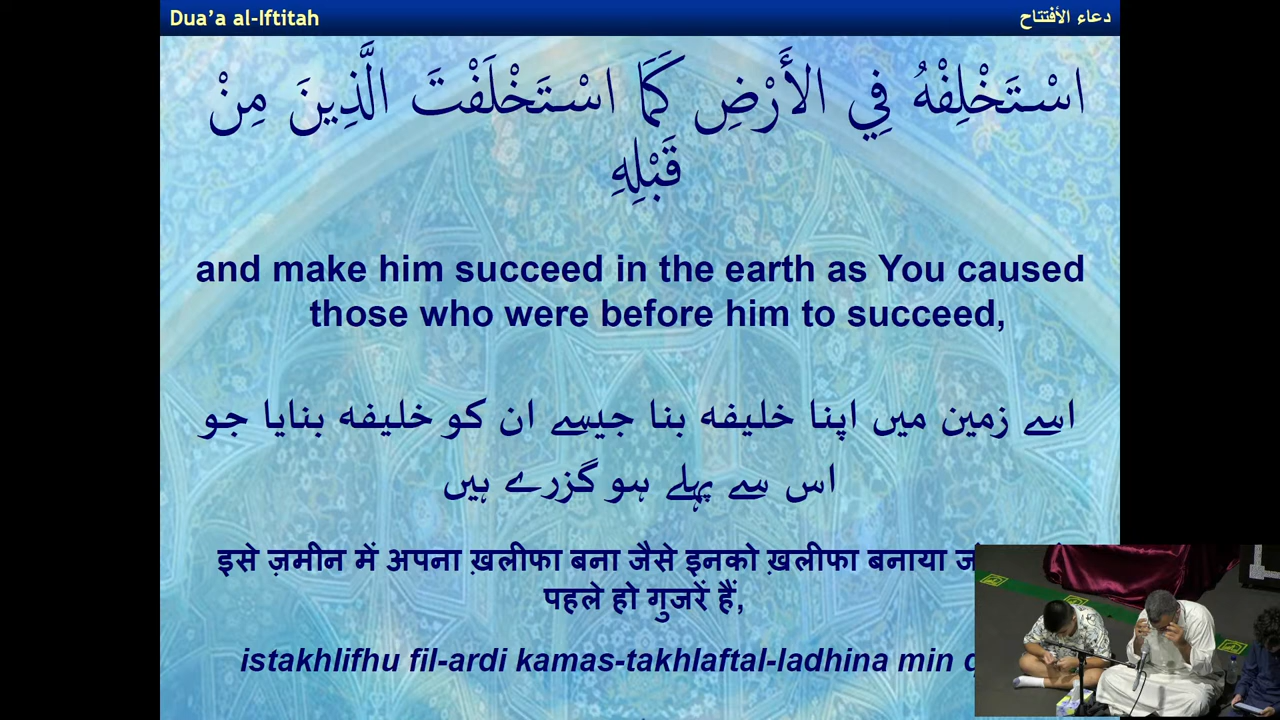 Dua’a al-Iftitah
دعاء الأفتتاح
اسْتَخْلِفْهُ فِي الأَرْضِ كَمَا اسْتَخْلَفْتَ الَّذِينَ مِنْ
قَبْلِهِ
and make him succeed in the earth as You caused
those who were before him to succeed,
اسے زمین میں اپنا خلیفہ بنا جیسے ان کو خلیفہ بنایا جو
اس سے پہلے ہو گزرے ہیں
इसे ज़मीन में अपना ख़लीफा बना जैसे इनको ख़लीफा बनाया
पहले हो गुजरें हैं,
istakhlifhu fil-ardi kamas-takhlaftal-ladhina min